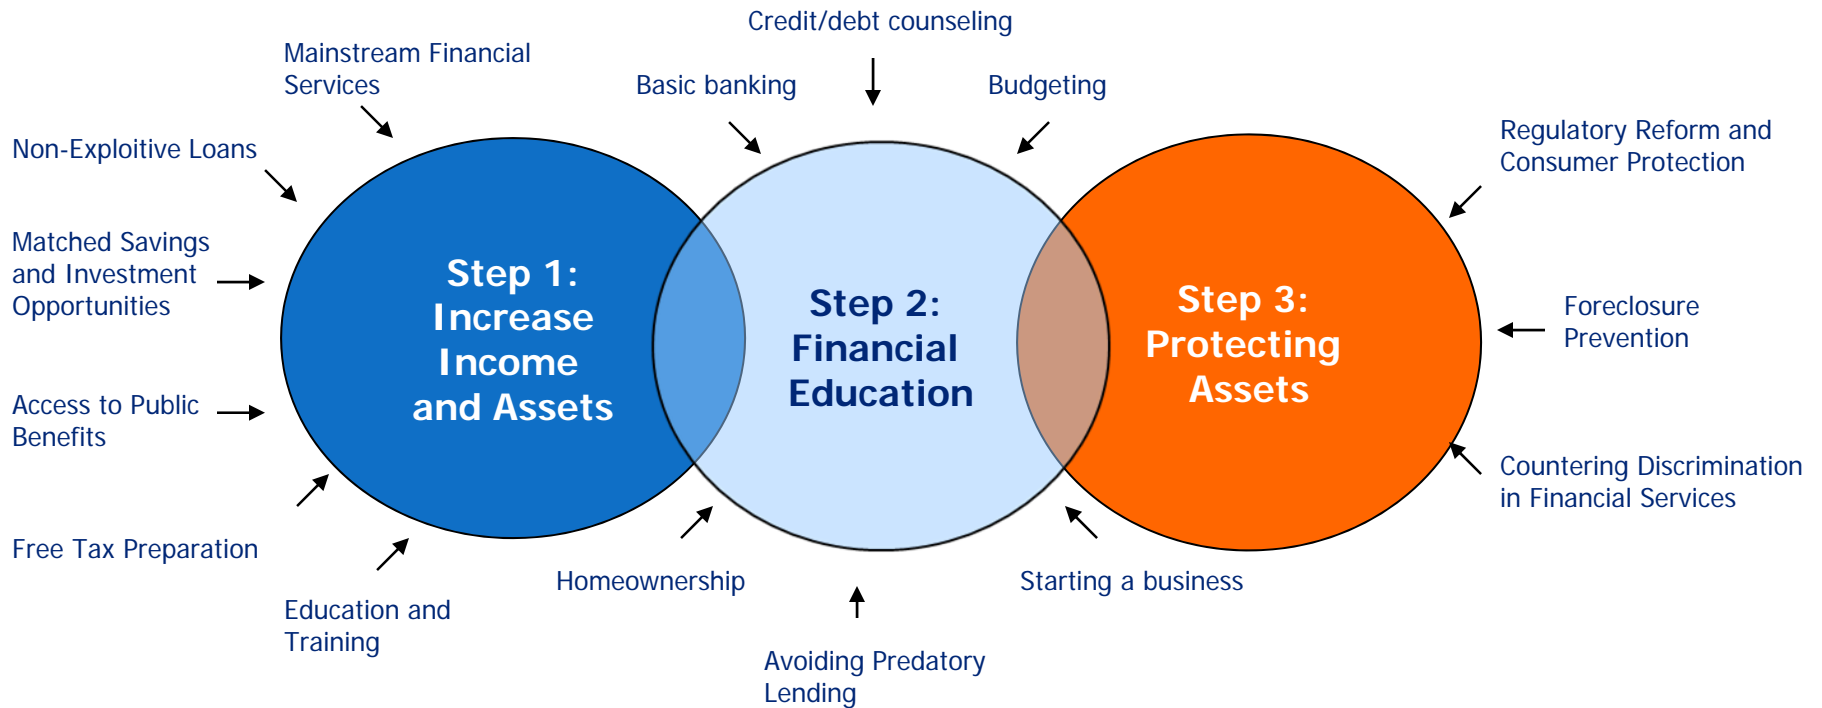 Credit/debt counseling
Mainstream Financial
Services
Basic banking
Budgeting
Non-Exploitive Loans
Regulatory Reform and
Consumer Protection
Matched Savings
and Investment
Opportunities
Step 1:
Increase
Income
and Assets
Step 2:
Financial
Education
Step 3:
Protecting
Assets
Foreclosure
Prevention
Access to Public
Benefits
Countering Discrimination
in Financial Services
Free Tax Preparation
Education and
Training
Homeownership
Starting a business
Avoiding Predatory
Lending